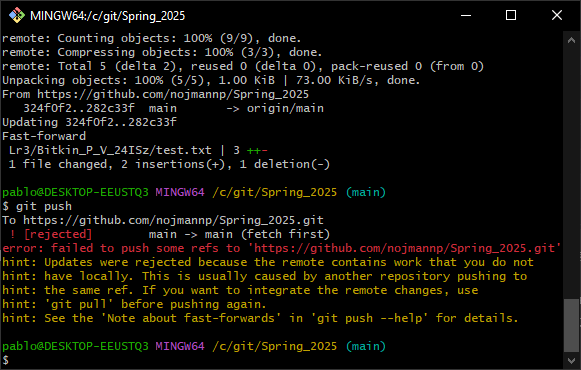 MINGW64:/c/git/Spring_2025
remote: Counting objects: 100% (9/9), done.
remote: Compressing objects: 100% (3/3), done.
remote: Total 5 (delta 2), reused 0 (delta 0), pack-reused 0 (from 0)
Unpacking objects: 100% (5/5), 1.00 KiB | 73.00 KiB/s, done.
From https://github.com/nojmannp/Spring_2025
   324f0f2..282c33f  main       -> origin/main
Updating 324f0f2..282c33f
Fast-forward
 Lr3/Bitkin_P_V_24ISz/test.txt | 3 ++-
 1 file changed, 2 insertions(+), 1 deletion(-)
pablo@DESKTOP-EEUSTQ3 MINGW64 /c/git/Spring_2025 (main)
$ git push
To https://github.com/nojmannp/Spring_2025.git
 ! [rejected]        main -> main (fetch first)
error: failed to push some refs to 'https://github.com/nojmannp/Spring_2025.git'
hint: Updates were rejected because the remote contains work that you do not
hint: have locally. This is usually caused by another repository pushing to
hint: the same ref. If you want to integrate the remote changes, use
hint: 'git pull' before pushing again.
hint: See the 'Note about fast-forwards' in 'git push --help' for details.
pablo@DESKTOP-EEUSTQ3 MINGW64 /c/git/Spring_2025 (main)
$